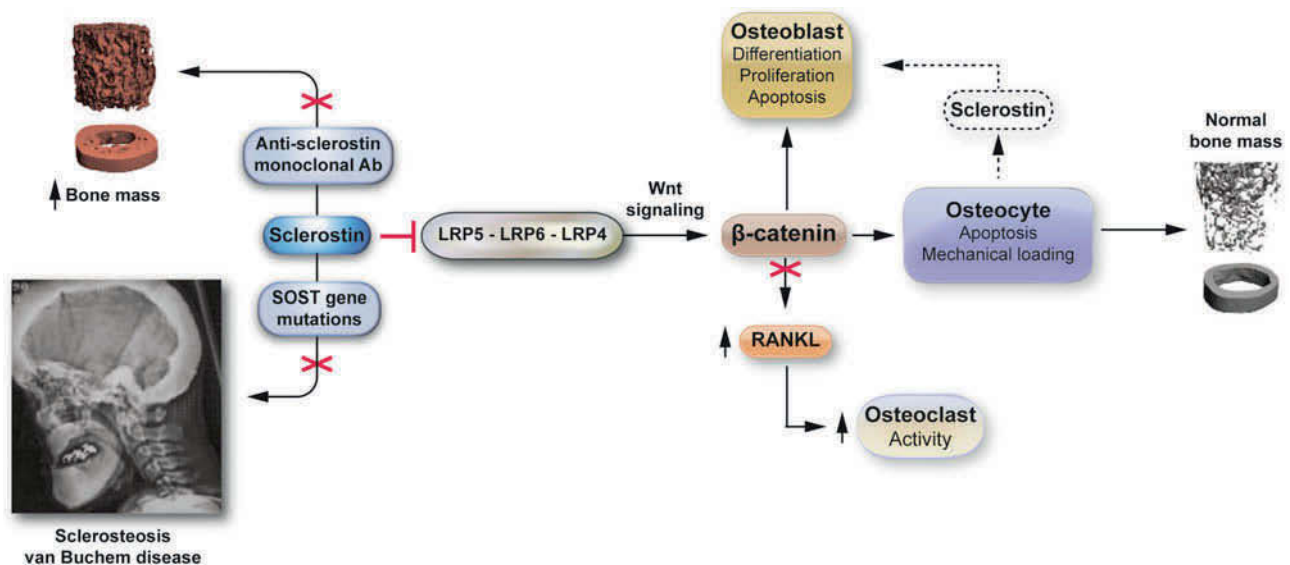 Bone mass
Anti-sclerostin
monoclonal Ab
Sclerostin
SOST gene
mutations
Sclerosteosis
van Buchem disease
LRP5 - LRP6 - LRP4
Wnt
signaling
β-catenin
Osteoblast
Differentiation
Proliferation
Apoptosis
Sclerostin
Osteocyte
Apoptosis
Mechanical loading
Normal
bone mass
RANKL
Osteoclast
Activity